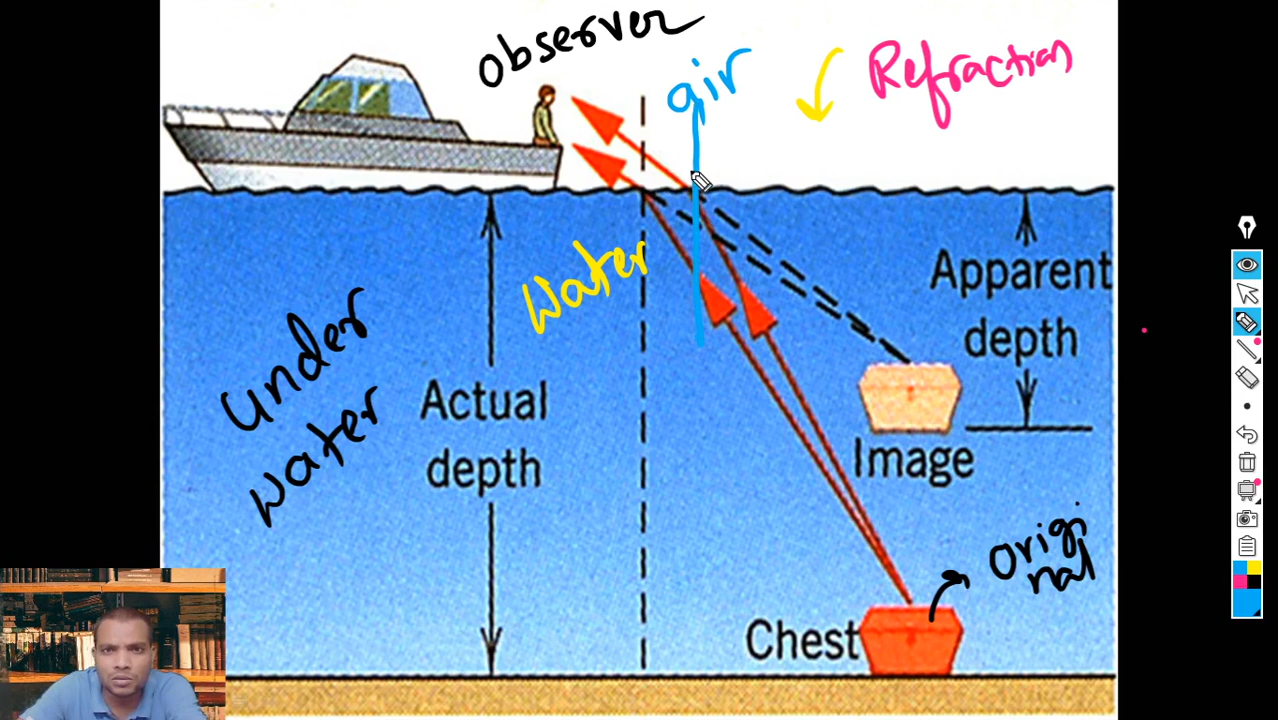 observer
air
Refraction
Water
Under
water
Actual
depth
Apparent
depth
Image
Origi
nal
Chest